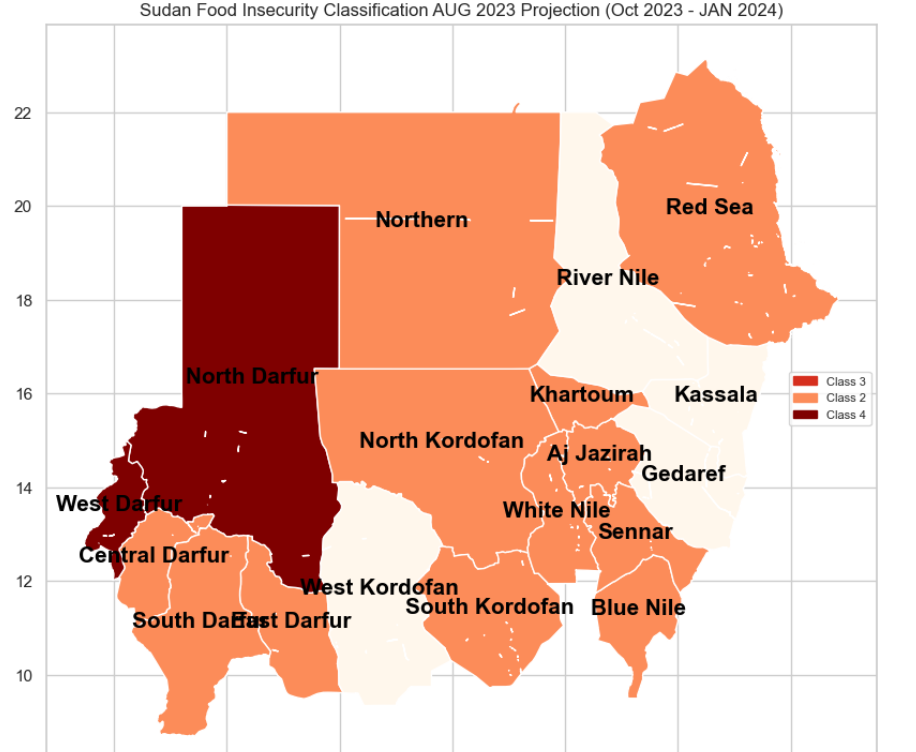 Sudan Food Insecurity Classification AUG 2023 Projection (Oct 2023 - JAN 2024)
22
20
Red Sea
Northern
River Nile
18
North Darfur
16
Khartoum
Kassala
Class 3
Class 2
Class 4
North Kordofan
Aj Jazirah
Gedaref
14
West Darfur
White Nile
Sennar
Central Darfur
12
West Kordofan
South Kordofan
Blue Nile
South Darfur
East Darfur
10